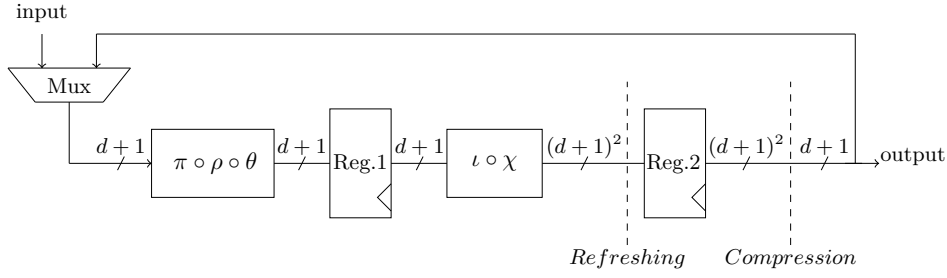 input
Mux
d + 1
π ∘ ρ ∘ θ
d + 1
Reg.1
d + 1
ι ∘ χ
(d + 1)²
Reg.2
(d + 1)²
d + 1
output
Refreshing
Compression